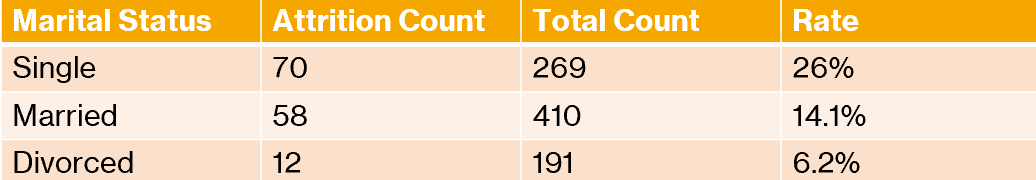 Marital Status Attrition Count Total Count Rate
Single 70 269 26%
Married 58 410 14.1%
Divorced 12 191 6.2%